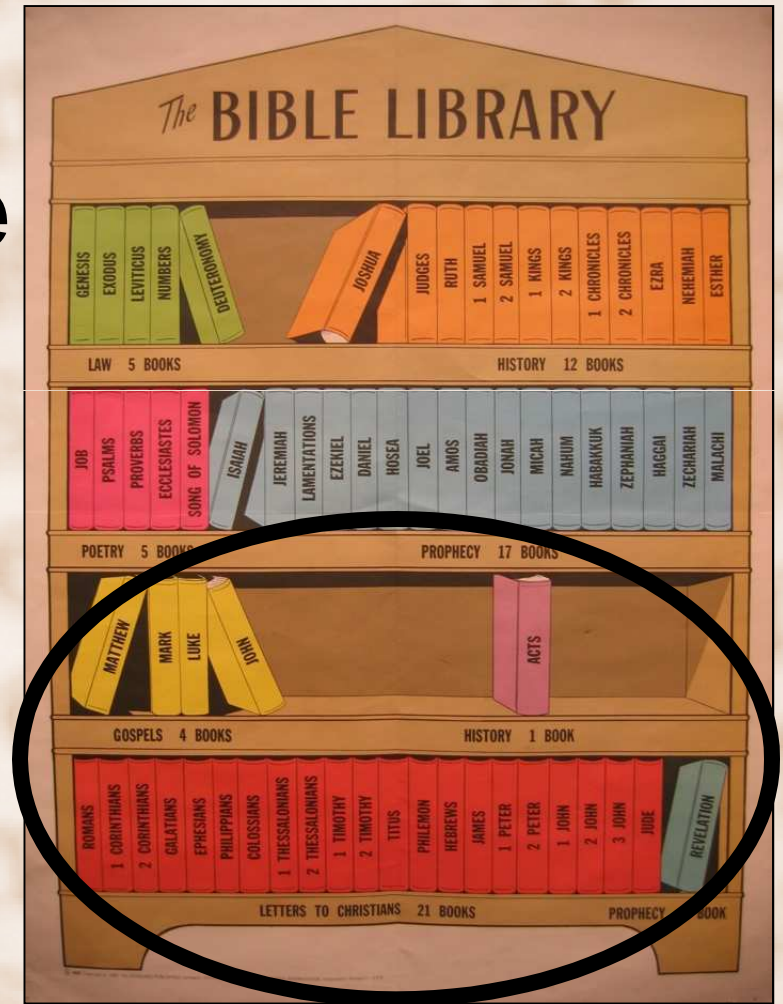 e
The BIBLE LIBRARY
GENESIS
EXODUS
LEVITICUS
NUMBERS
DEUTERONOMY
JOSHUA
JUDGES
RUTH
1 SAMUEL
2 SAMUEL
1 KINGS
2 KINGS
1 CHRONICLES
2 CHRONICLES
EZRA
NEHEMIAH
ESTHER
LAW 5 BOOKS
HISTORY 12 BOOKS
JOB
PSALMS
PROVERBS
ECCLESIASTES
SONG OF SOLOMON
ISAIAH
JEREMIAH
LAMENTATIONS
EZEKIEL
DANIEL
HOSEA
JOEL
AMOS
OBADIAH
JONAH
MICAH
NAHUM
HABAKKUK
ZEPHANIAH
HAGGAI
ZECHARIAH
MALACHI
POETRY 5 BOOKS
PROPHECY 17 BOOKS
MATTHEW
MARK
LUKE
JOHN
ACTS
GOSPELS 4 BOOKS
HISTORY 1 BOOK
ROMANS
1 CORINTHIANS
2 CORINTHIANS
GALATIANS
EPHESIANS
PHILIPPIANS
COLOSSIANS
1 THESSALONIANS
2 THESSALONIANS
1 TIMOTHY
2 TIMOTHY
TITUS
PHILEMON
HEBREWS
JAMES
1 PETER
2 PETER
1 JOHN
2 JOHN
3 JOHN
JUDE
REVELATION
LETTERS TO CHRISTIANS 21 BOOKS
PROPHECY BOOK